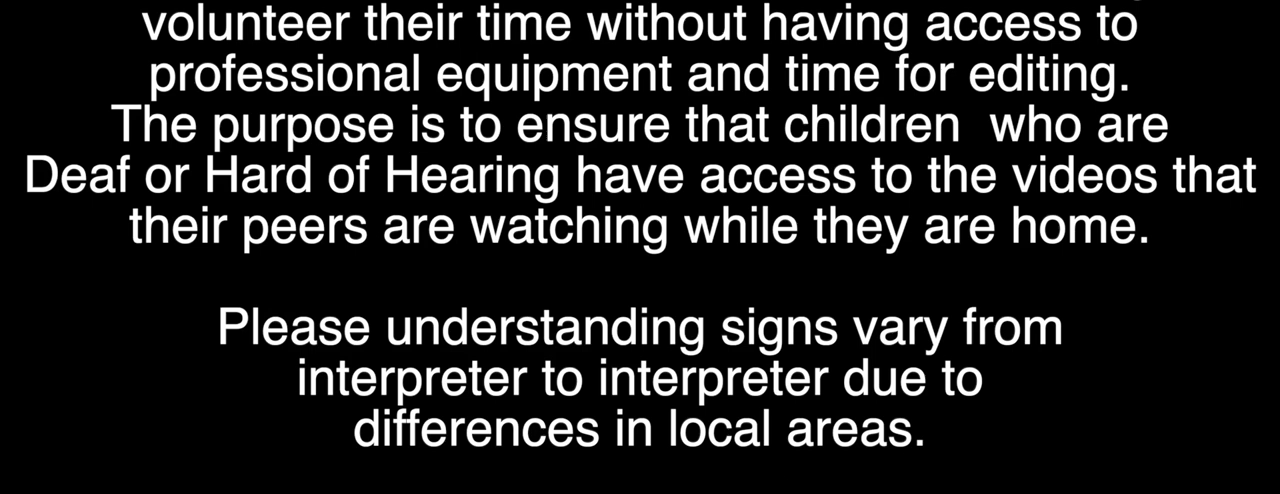 volunteer their time without having access to
professional equipment and time for editing.
The purpose is to ensure that children  who are
Deaf or Hard of Hearing have access to the videos that
their peers are watching while they are home.
Please understanding signs vary from
interpreter to interpreter due to
differences in local areas.